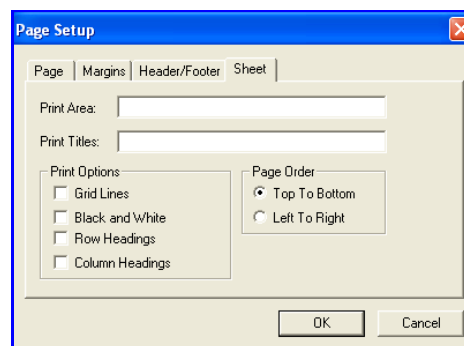 Page Setup
Page Margins Header/Footer Sheet
Print Area:
Print Titles:
Print Options
Grid Lines
Black and White
Row Headings
Column Headings
Page Order
Top To Bottom
Left To Right
OK Cancel